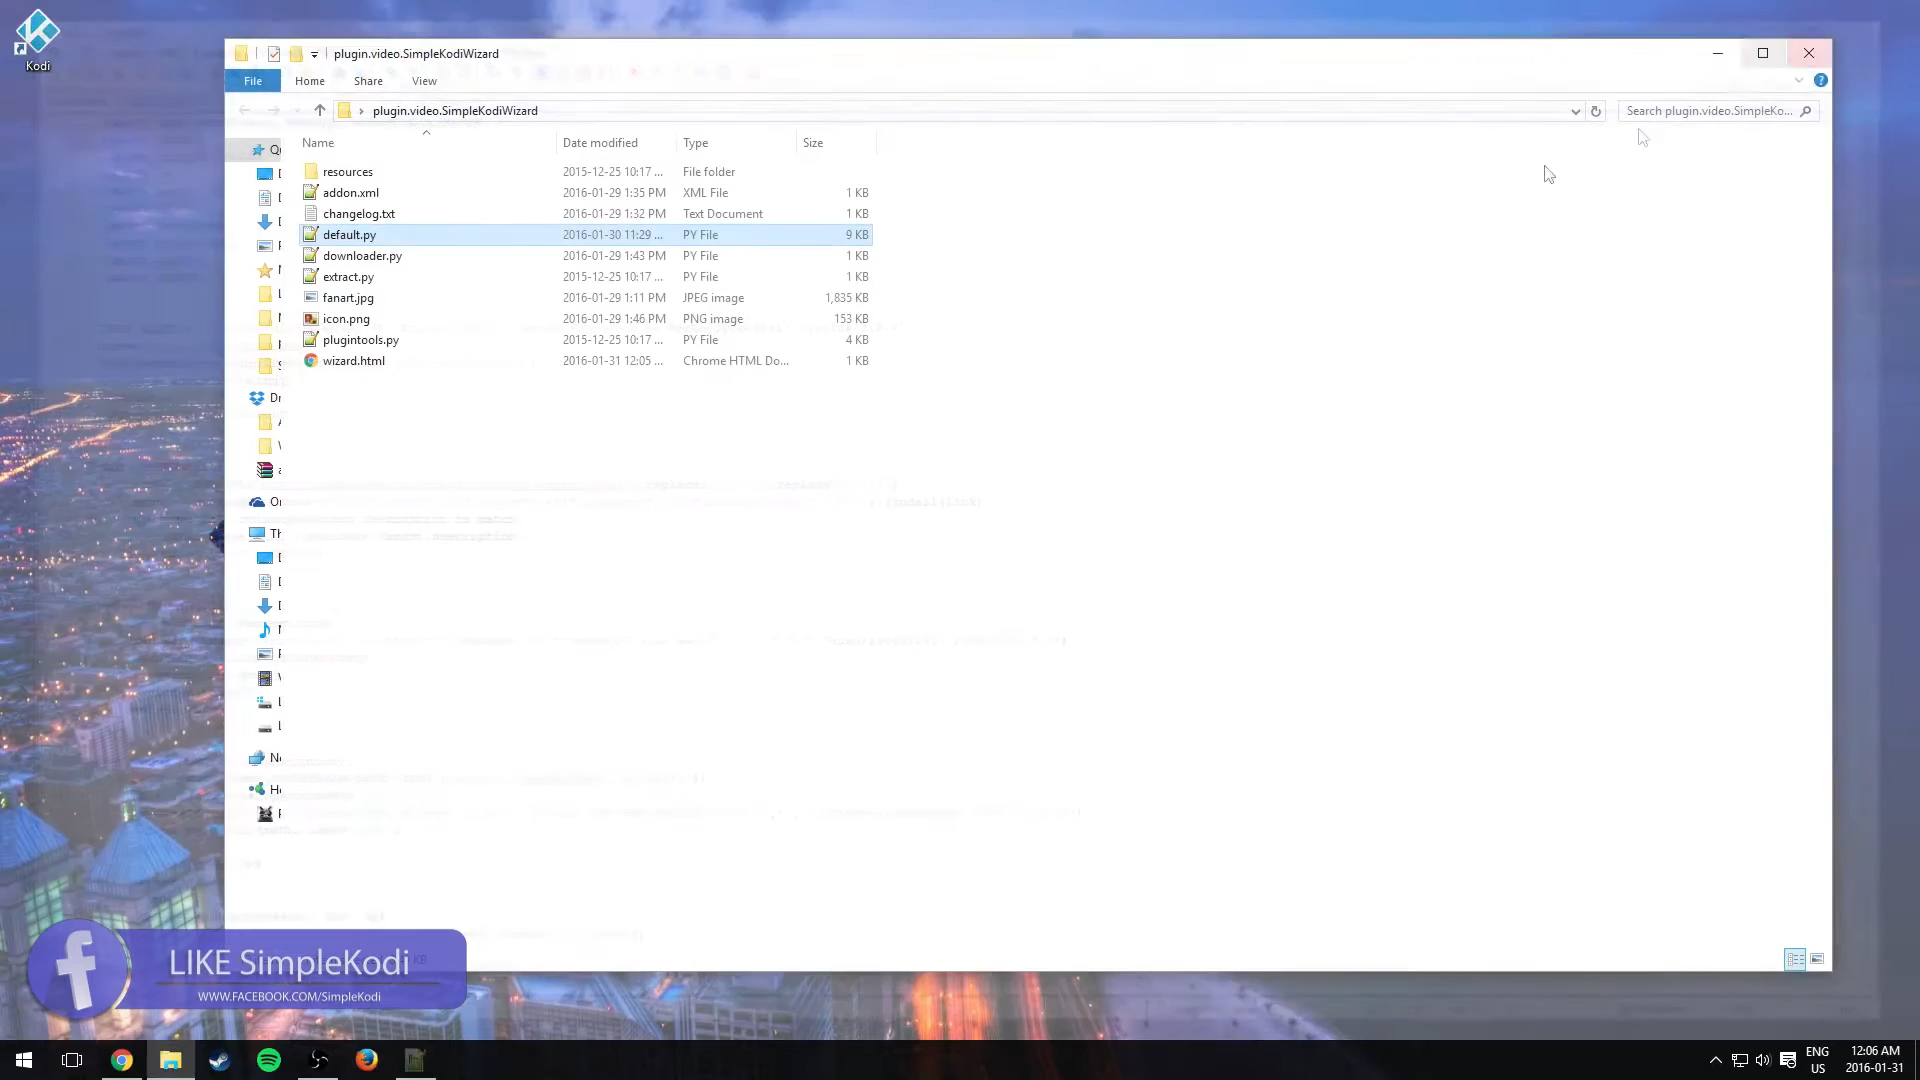 Kodi
plugin.video.SimpleKodiWizard
File Home Share View
plugin.video.SimpleKodiWizard
Search plugin.video.SimpleKo...
Name Date modified Type Size
resources 2015-12-25 10:17 ... File folder
addon.xml 2016-01-29 1:35 PM XML File 1 KB
changelog.txt 2016-01-29 1:32 PM Text Document 1 KB
default.py 2016-01-30 11:29 ... PY File 9 KB
downloader.py 2016-01-29 1:43 PM PY File 1 KB
extract.py 2015-12-25 10:17 ... PY File 1 KB
fanart.jpg 2016-01-29 1:11 PM JPEG image 1,835 KB
icon.png 2016-01-29 1:46 PM PNG image 153 KB
plugintools.py 2015-12-25 10:17 ... PY File 4 KB
wizard.html 2016-01-31 12:05 ... Chrome HTML Do... 1 KB
LIKE SimpleKodi
WWW.FACEBOOK.COM/SimpleKodi
ENG
US
12:06 AM
2016-01-31